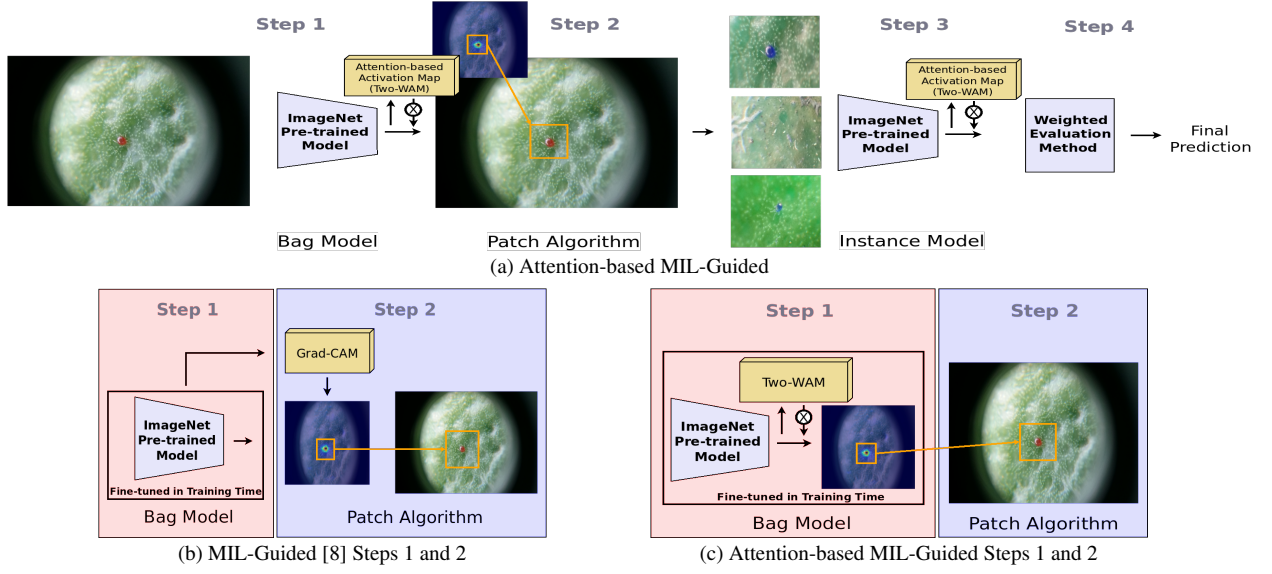 Step 1
Step 2
Step 3
Step 4
Attention-based
Activation Map
(Two-WAM)
ImageNet
Pre-trained
Model
Attention-based
Activation Map
(Two-WAM)
ImageNet
Pre-trained
Model
Weighted
Evaluation
Method
Final
Prediction
Bag Model
Patch Algorithm
Instance Model
(a) Attention-based MIL-Guided
Step 1
Step 2
Grad-CAM
ImageNet
Pre-trained
Model
Fine-tuned in Training Time
Bag Model
Patch Algorithm
(b) MIL-Guided [8] Steps 1 and 2
Step 1
Step 2
Two-WAM
ImageNet
Pre-trained
Model
Fine-tuned in Training Time
Bag Model
Patch Algorithm
(c) Attention-based MIL-Guided Steps 1 and 2